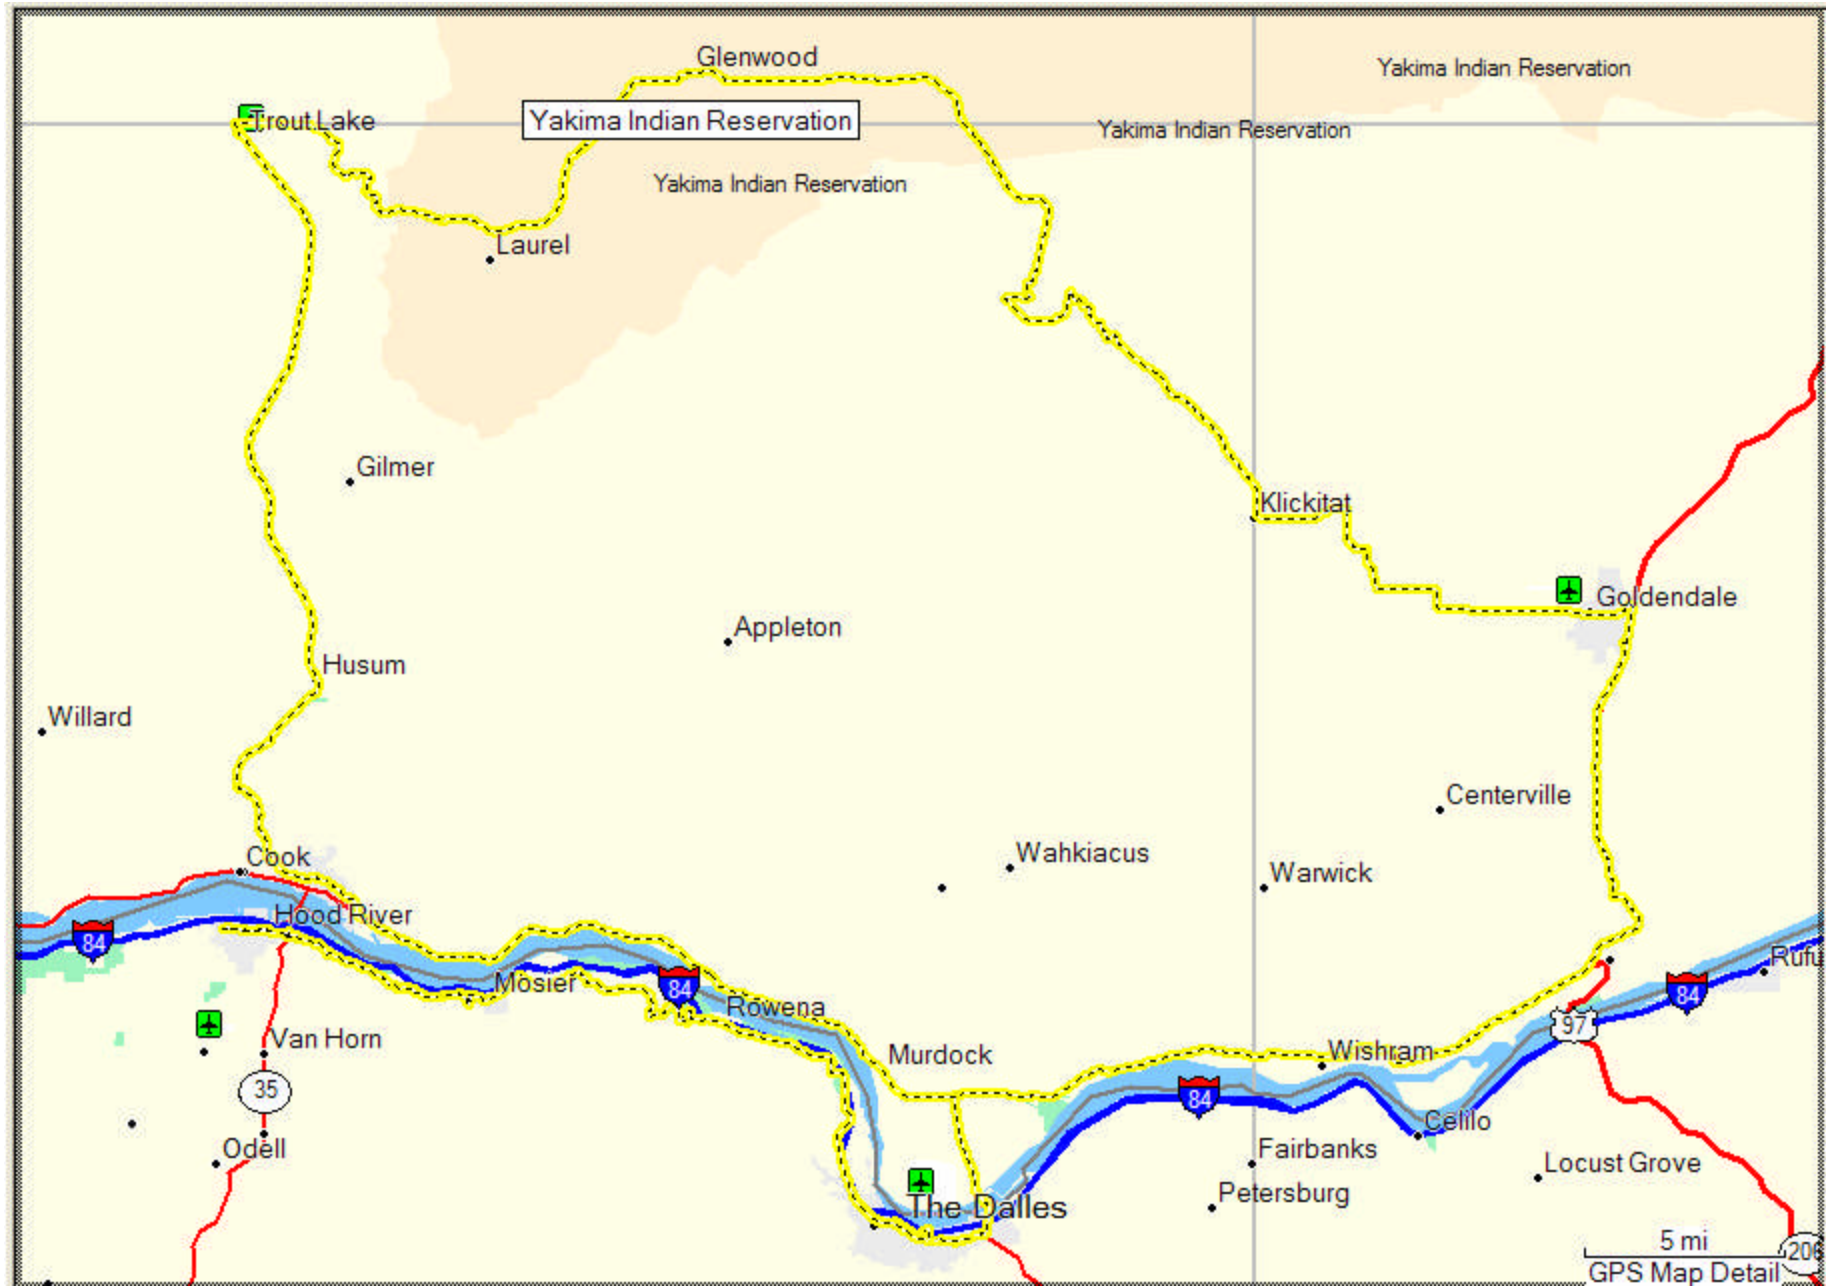 Glenwood
Yakima Indian Reservation
Trout Lake
Yakima Indian Reservation
Yakima Indian Reservation
Yakima Indian Reservation
Laurel
Gilmer
Klickitat
Goldendale
Appleton
Husum
Willard
Centerville
Cook
Wahkiacus
Warwick
Hood River
84
Mosier
84
Rowena
Rufu
84
97
Van Horn
Murdock
Wishram
35
84
Celilo
Odell
Fairbanks
Locust Grove
Petersburg
The Dalles
5 mi
206
GPS Map Detail